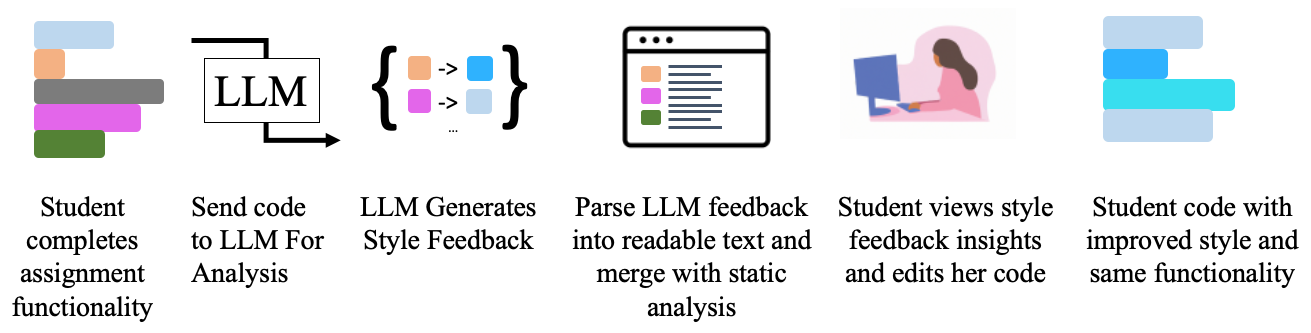 LLM
{ -> }
->
...
Student
completes
assignment
functionality
Send code
to LLM For
Analysis
LLM Generates
Style Feedback
Parse LLM feedback
into readable text and
merge with static
analysis
Student views style
feedback insights
and edits her code
Student code with
improved style and
same functionality